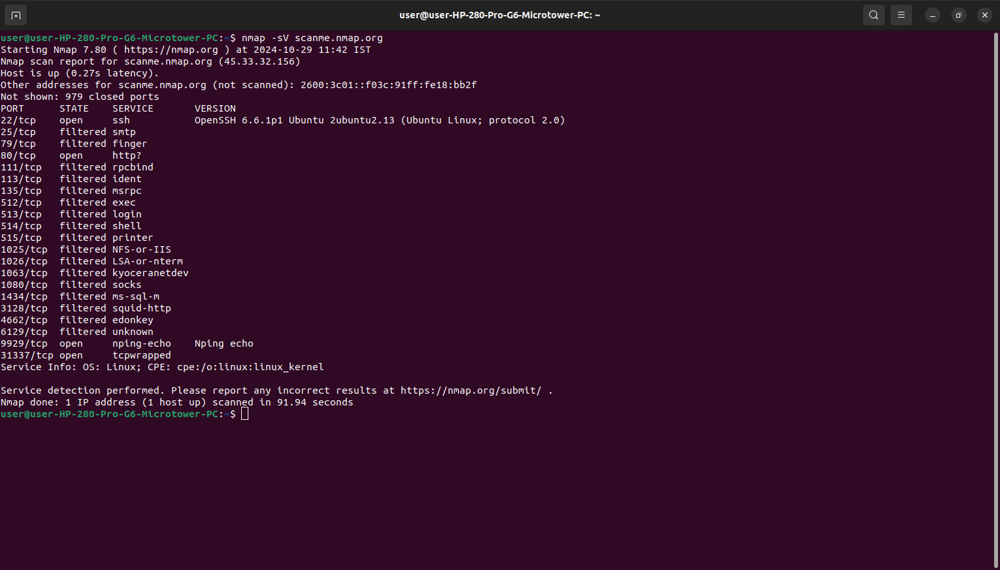 user@user-HP-280-Pro-G6-Microtower-PC: ~
user@user-HP-280-Pro-G6-Microtower-PC:~$ nmap -sV scanme.nmap.org
Starting Nmap 7.80 ( https://nmap.org ) at 2024-10-29 11:42 IST
Nmap scan report for scanme.nmap.org (45.33.32.156)
Host is up (0.27s latency).
Other addresses for scanme.nmap.org (not scanned): 2600:3c01::f03c:91ff:fe18:bb2f
Not shown: 979 closed ports
PORT      STATE    SERVICE       VERSION
22/tcp    open     ssh           OpenSSH 6.6.1p1 Ubuntu 2ubuntu2.13 (Ubuntu Linux; protocol 2.0)
25/tcp    filtered smtp
79/tcp    filtered finger
80/tcp    open     http?
111/tcp   filtered rpcbind
113/tcp   filtered ident
135/tcp   filtered msrpc
512/tcp   filtered exec
513/tcp   filtered login
514/tcp   filtered shell
515/tcp   filtered printer
1025/tcp  filtered NFS-or-IIS
1026/tcp  filtered LSA-or-nterm
1063/tcp  filtered kyoceranetdev
1080/tcp  filtered socks
1434/tcp  filtered ms-sql-m
3128/tcp  filtered squid-http
4662/tcp  filtered edonkey
6129/tcp  filtered unknown
9929/tcp  open     nping-echo    Nping echo
31337/tcp open     tcpwrapped
Service Info: OS: Linux; CPE: cpe:/o:linux:linux_kernel
Service detection performed. Please report any incorrect results at https://nmap.org/submit/ .
Nmap done: 1 IP address (1 host up) scanned in 91.94 seconds
user@user-HP-280-Pro-G6-Microtower-PC:~$